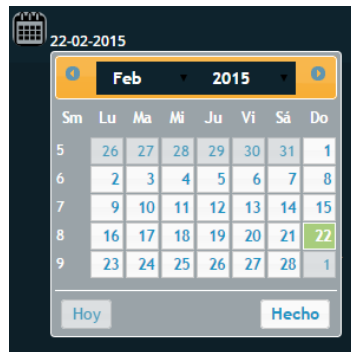 22-02-2015
Feb 2015
Sm Lu Ma Mi Ju Vi Sá Do
5 26 27 28 29 30 31 1
6 2 3 4 5 6 7 8
7 9 10 11 12 13 14 15
8 16 17 18 19 20 21 22
9 23 24 25 26 27 28 1
Hoy Hecho